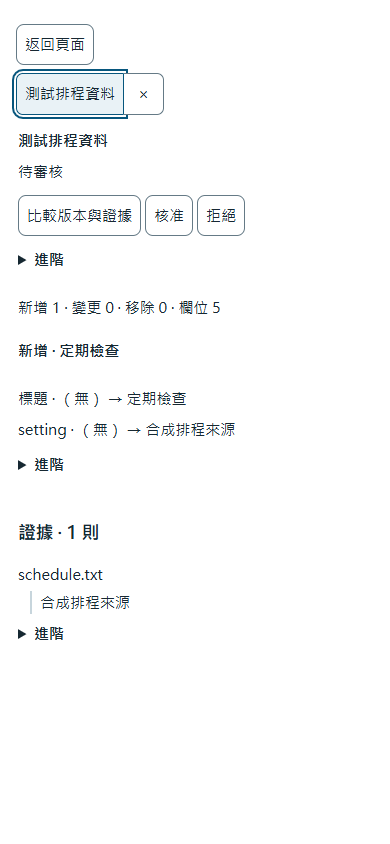 返回頁面
測試排程資料 ×
測試排程資料
待審核
比較版本與證據 核准 拒絕
▶ 進階
新增 1 · 變更 0 · 移除 0 · 欄位 5
新增 · 定期檢查
標題 · （無） → 定期檢查
setting · （無） → 合成排程來源
▶ 進階
證據 · 1 則
schedule.txt
合成排程來源
▶ 進階